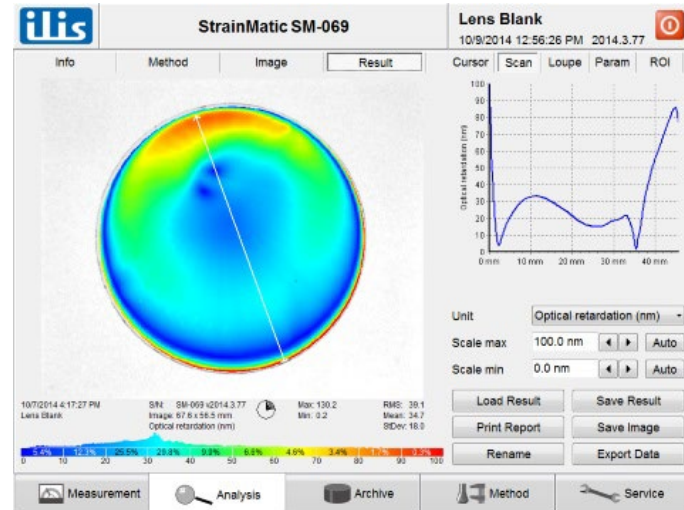 ilis
StrainMatic SM-069
Lens Blank
10/9/2014 12:56:26 PM 2014.3.77
Info Method Image Result
Cursor Scan Loupe Param ROI
100
90
80
70
60
50
40
30
20
10
0
Optical retardation (nm)
0 mm 10 mm 20 mm 30 mm 40 mm
Unit Optical retardation (nm)
Scale max 100.0 nm Auto
Scale min 0.0 nm Auto
Load Result Save Result
Print Report Save Image
Rename Export Data
10/7/2014 4:17:27 PM S/N: SM-069 v2014.3.77 Max: 130.2 RMS: 39.1
Lens Blank Image: 67.6 x 56.5 mm Min: 0.2 Mean: 34.7
Optical retardation (nm) StDev: 18.0
5.4% 12.3% 25.5% 29.8% 9.9% 6.8% 4.6% 3.4% 1.2% 0.3%
0 10 20 30 40 50 60 70 80 90 100
Measurement Analysis Archive Method Service